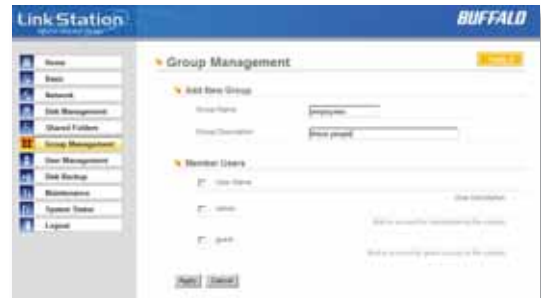 LinkStation
BUFFALO
Home
Basic
Network
Disk Management
Shared Folders
Group Management
User Management
Disk Backup
Maintenance
System Status
Logout
Group Management
Add New Group
Group Name
employees
Group Description
Member Users
User Name
User Description
admin
guest
Apply Cancel